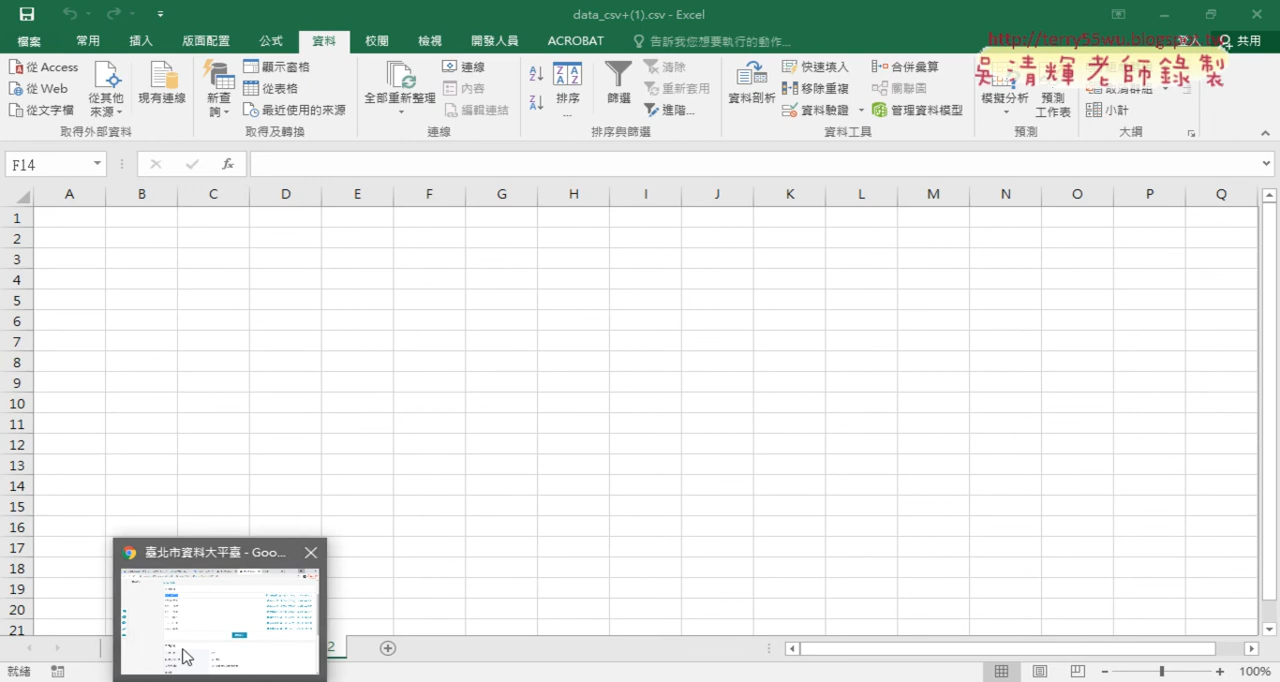 data_csv+(1).csv - Excel
檔案 常用 插入 版面配置 公式 資料 校閱 檢視 開發人員 ACROBAT 告訴我您想要執行的動作... 登入 共用
http://terry55wu.blogspot.tw
吳清輝老師錄製
從 Access
從 Web
從文字檔
從其他來源
現有連線
取得外部資料
新查詢
顯示查詢
從表格
最近使用的來源
取得及轉換
全部重新整理
連線
內容
編輯連結
連線
排序...
篩選
清除
重新套用
進階...
排序與篩選
資料剖析
快速填入
移除重複
資料驗證
合併彙算
關聯圖
管理資料模型
資料工具
模擬分析
預測工作表
預測
取消群組
小計
大綱
F14
fx
A B C D E F G H I J K L M N O P Q
1
2
3
4
5
6
7
8
9
10
11
12
13
14
15
16
17
18
19
20
21
臺北市資料大平臺 - Goo...
2
就緒
100%